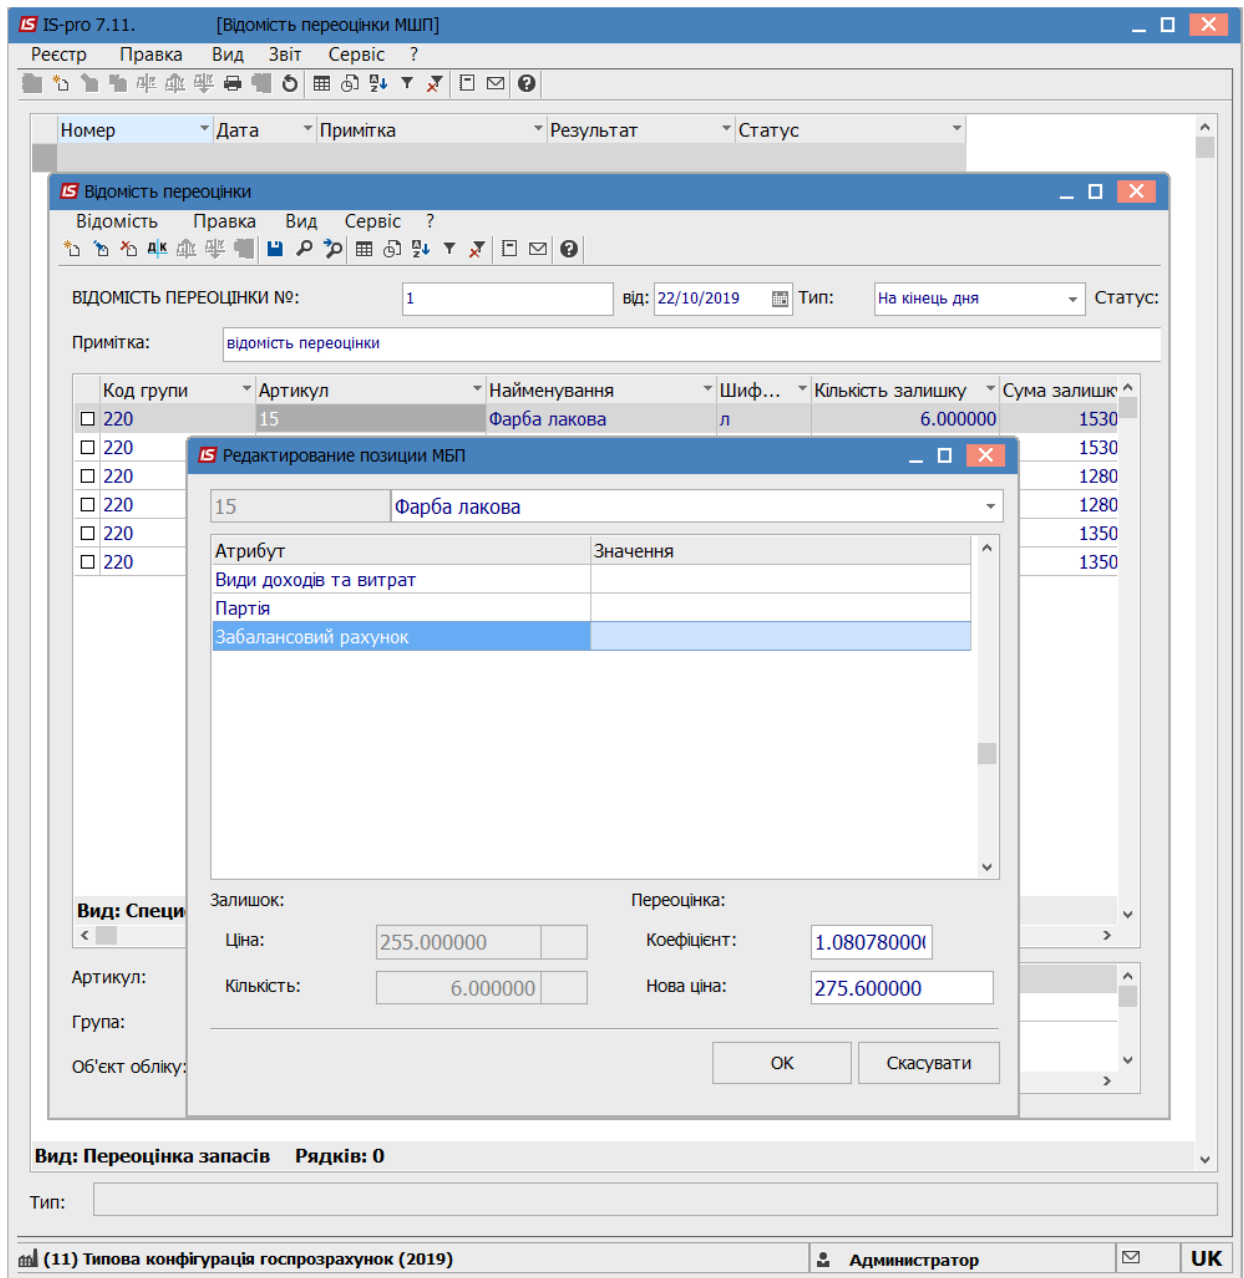 IS-pro 7.11. [Відомість переоцінки МШП]
Реєстр Правка Вид Звіт Сервіс ?
Номер Дата Примітка Результат Статус
Відомість переоцінки
Відомість Правка Вид Сервіс ?
ВІДОМІСТЬ ПЕРЕОЦІНКИ №: 1 від: 22/10/2019 Тип: На кінець дня Статус:
Примітка: відомість переоцінки
Код групи Артикул Найменування Шиф... Кількість залишку Сума залишку
220 15 Фарба лакова л 6.000000 1530
220 1530
220 1280
220 1280
220 1350
220 1350
Редактирование позиции МБП
15 Фарба лакова
Атрибут Значення
Види доходів та витрат
Партія
Забалансовий рахунок
Залишок: Переоцінка:
Ціна: 255.000000 Коефіцієнт: 1.08078000
Кількість: 6.000000 Нова ціна: 275.600000
OK Скасувати
Вид: Специ
Артикул:
Група:
Об'єкт обліку:
Вид: Переоцінка запасів Рядків: 0
Тип:
(11) Типова конфігурація госпрозрахунок (2019) Администратор UK